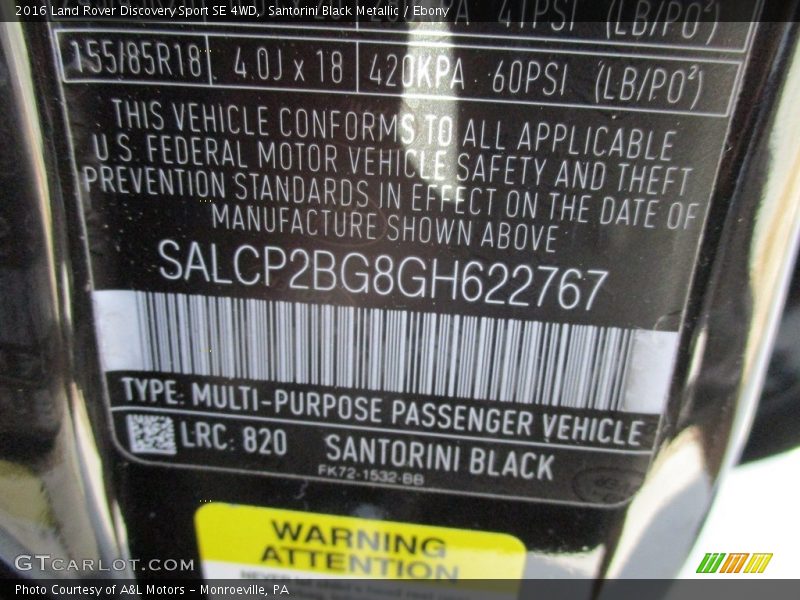 2016 Land Rover Discovery Sport SE 4WD, Santorini Black Metallic / Ebony
41PSI (LB/PO²)
155/85R18 4.0J x 18 420KPA 60PSI (LB/PO²)
THIS VEHICLE CONFORMS TO ALL APPLICABLE
U.S. FEDERAL MOTOR VEHICLE SAFETY AND THEFT
PREVENTION STANDARDS IN EFFECT ON THE DATE OF
MANUFACTURE SHOWN ABOVE
SALCP2BG8GH622767
TYPE: MULTI-PURPOSE PASSENGER VEHICLE
LRC: 820 SANTORINI BLACK
FK72-1532-BB
WARNING
ATTENTION
GTCARLOT.COM
Photo Courtesy of A&L Motors - Monroeville, PA